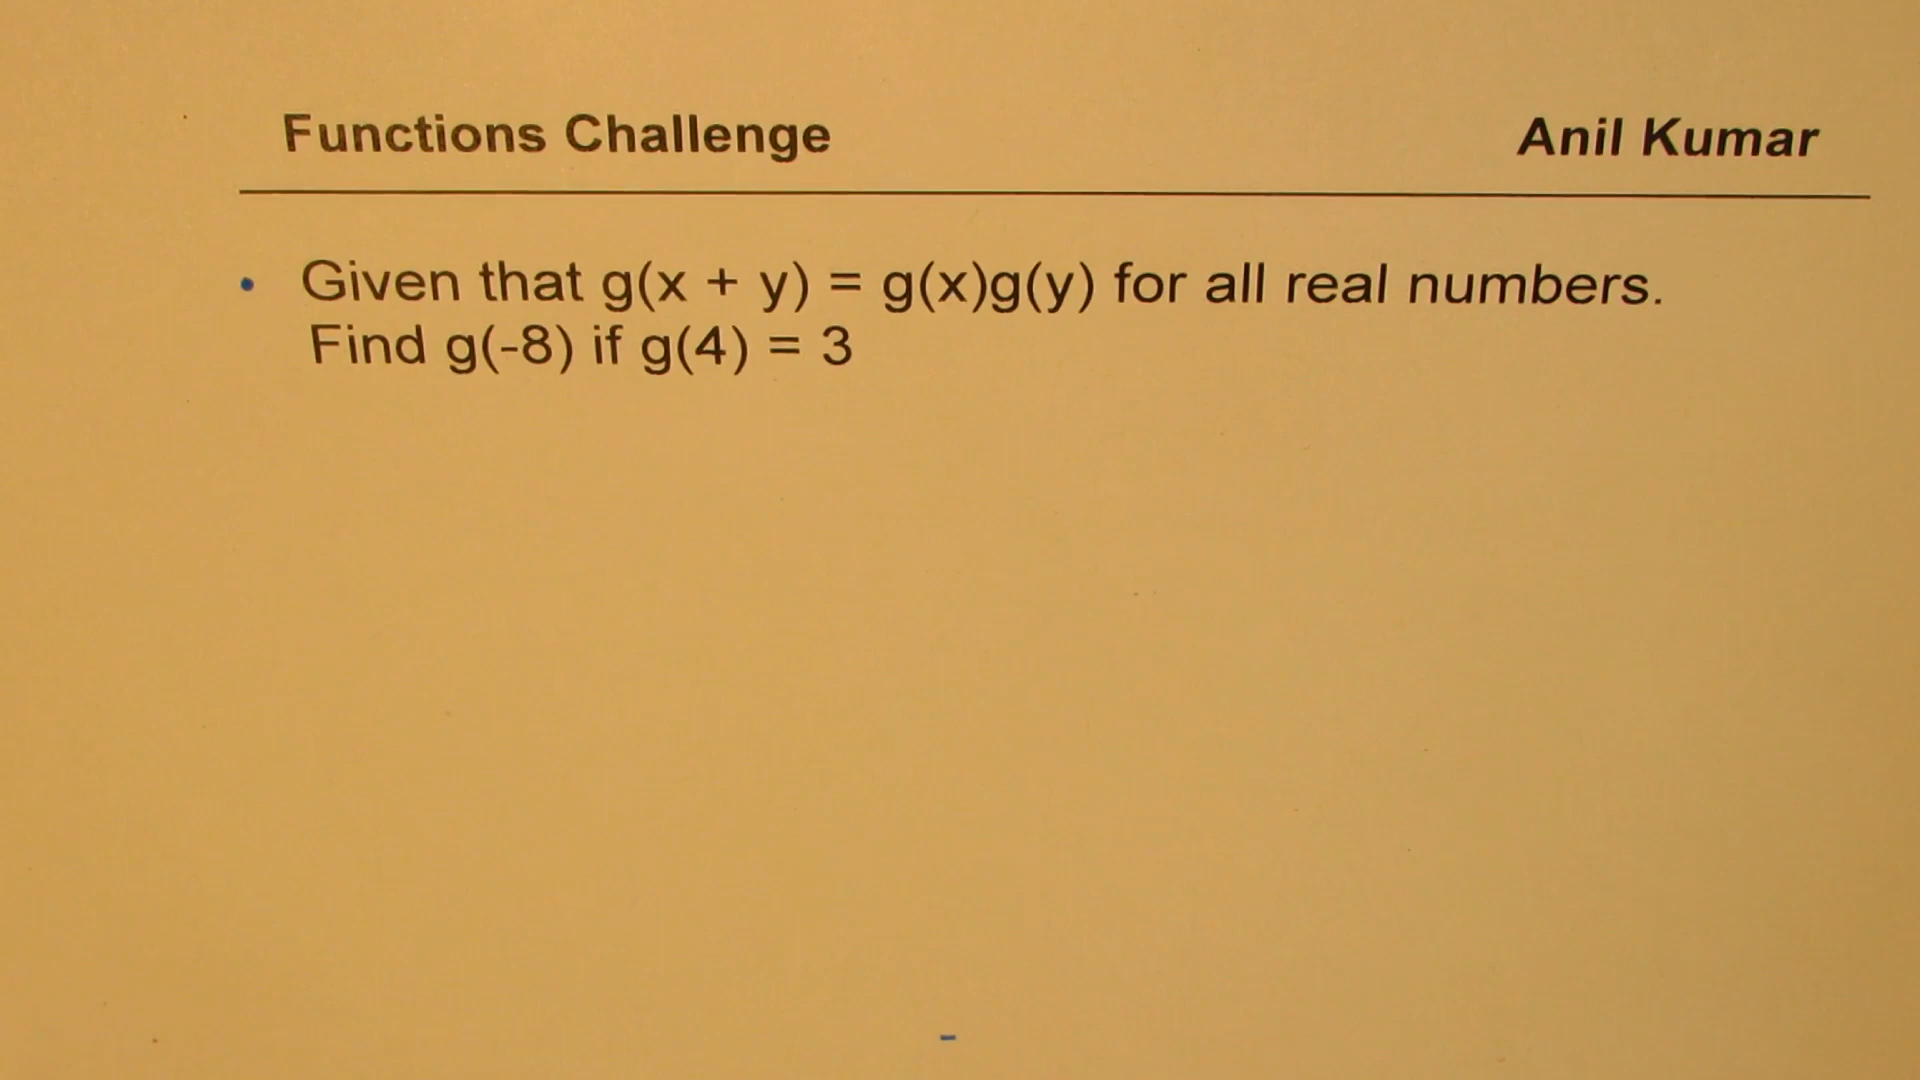 Functions Challenge
Anil Kumar
• Given that g(x + y) = g(x)g(y) for all real numbers.
Find g(-8) if g(4) = 3